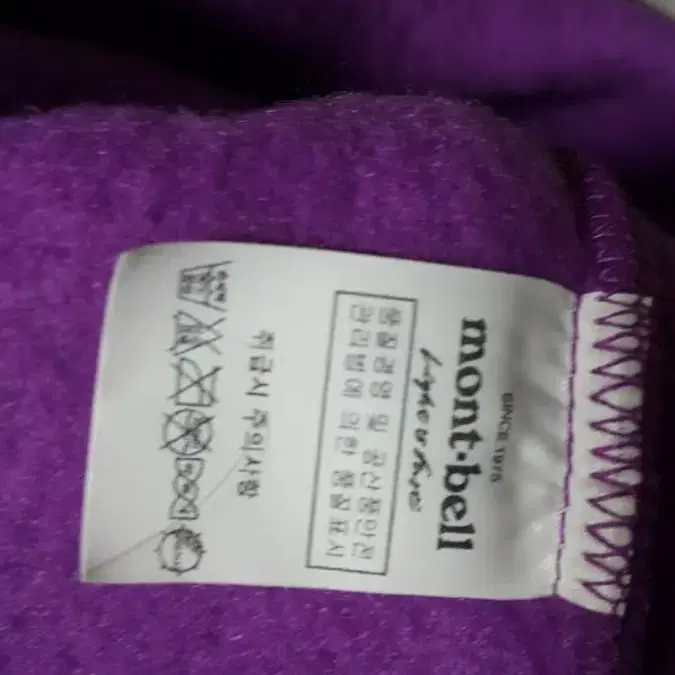 SINCE 1975
mont-bell
Light & Fast
품질경영 및 공산품안전
관리법에 의한 품질표시
취급시 주의사항